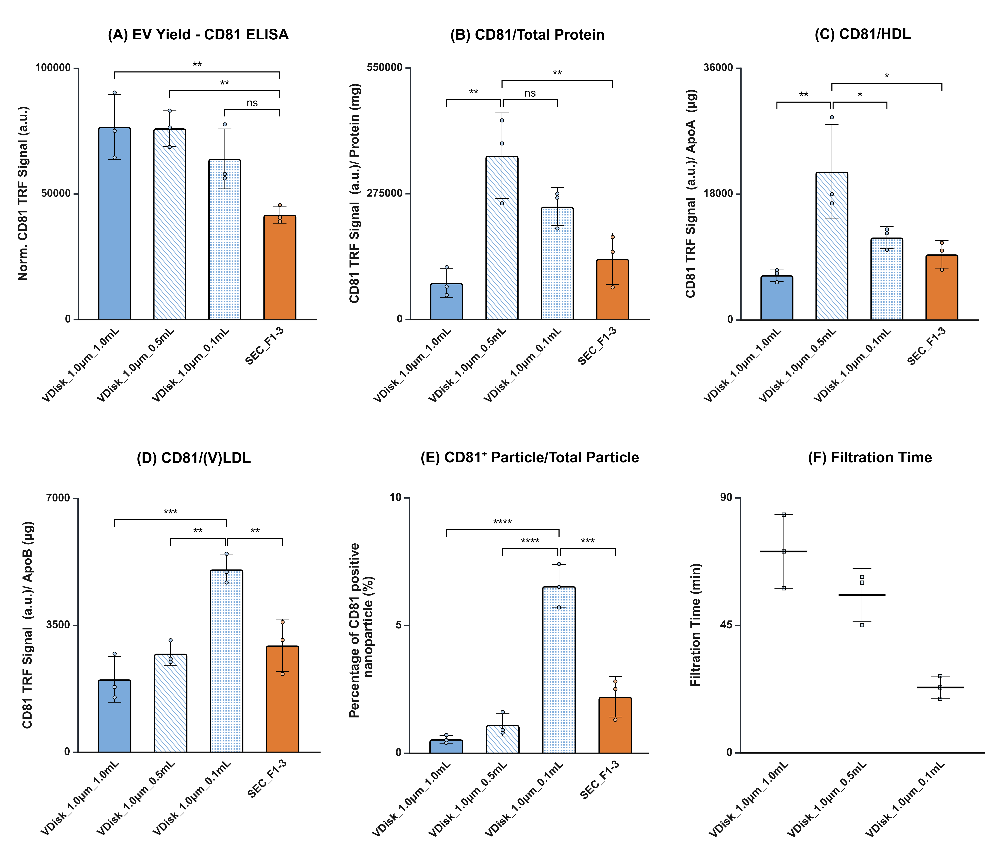 (A) EV Yield - CD81 ELISA
Norm. CD81 TRF Signal (a.u.)
100000
50000
0
**
**
ns
VDisk_1.0µm_1.0mL
VDisk_1.0µm_0.5mL
VDisk_1.0µm_0.1mL
SEC_F1-3
(B) CD81/Total Protein
CD81 TRF Signal (a.u.)/ Protein (mg)
550000
275000
0
**
**
ns
VDisk_1.0µm_1.0mL
VDisk_1.0µm_0.5mL
VDisk_1.0µm_0.1mL
SEC_F1-3
(C) CD81/HDL
CD81 TRF Signal (a.u.)/ ApoA (µg)
36000
18000
0
*
**
*
VDisk_1.0µm_1.0mL
VDisk_1.0µm_0.5mL
VDisk_1.0µm_0.1mL
SEC_F1-3
(D) CD81/(V)LDL
CD81 TRF Signal (a.u.)/ ApoB (µg)
7000
3500
0
***
**
**
VDisk_1.0µm_1.0mL
VDisk_1.0µm_0.5mL
VDisk_1.0µm_0.1mL
SEC_F1-3
(E) CD81⁺ Particle/Total Particle
Percentage of CD81 positive
nanoparticle (%)
10
5
0
****
****
***
VDisk_1.0µm_1.0mL
VDisk_1.0µm_0.5mL
VDisk_1.0µm_0.1mL
SEC_F1-3
(F) Filtration Time
Filtration Time (min)
90
45
0
VDisk_1.0µm_1.0mL
VDisk_1.0µm_0.5mL
VDisk_1.0µm_0.1mL